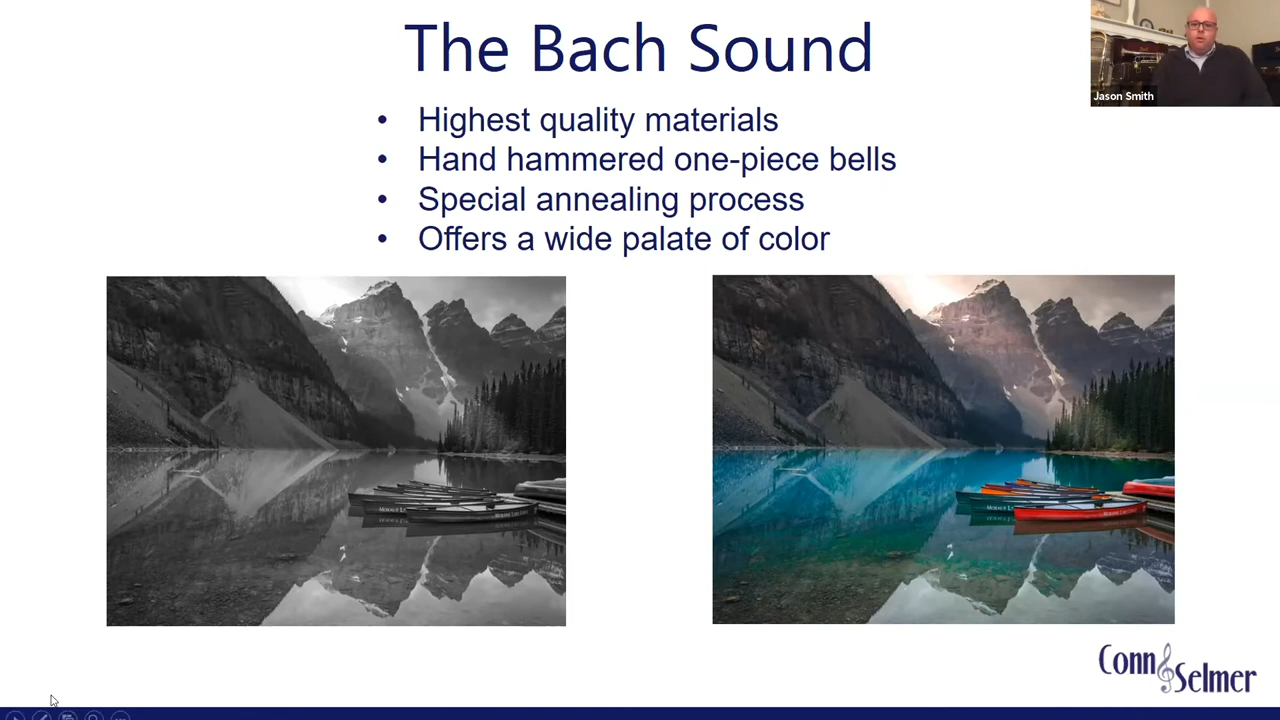 The Bach Sound
Jason Smith
• Highest quality materials
• Hand hammered one-piece bells
• Special annealing process
• Offers a wide palate of color
Conn Selmer